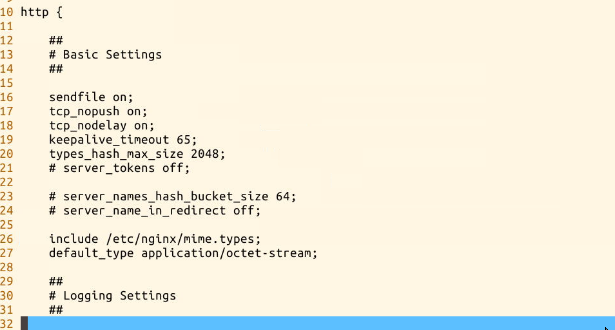 10 http {
11
12     ##
13     # Basic Settings
14     ##
15
16     sendfile on;
17     tcp_nopush on;
18     tcp_nodelay on;
19     keepalive_timeout 65;
20     types_hash_max_size 2048;
21     # server_tokens off;
22
23     # server_names_hash_bucket_size 64;
24     # server_name_in_redirect off;
25
26     include /etc/nginx/mime.types;
27     default_type application/octet-stream;
28
29     ##
30     # Logging Settings
31     ##
32